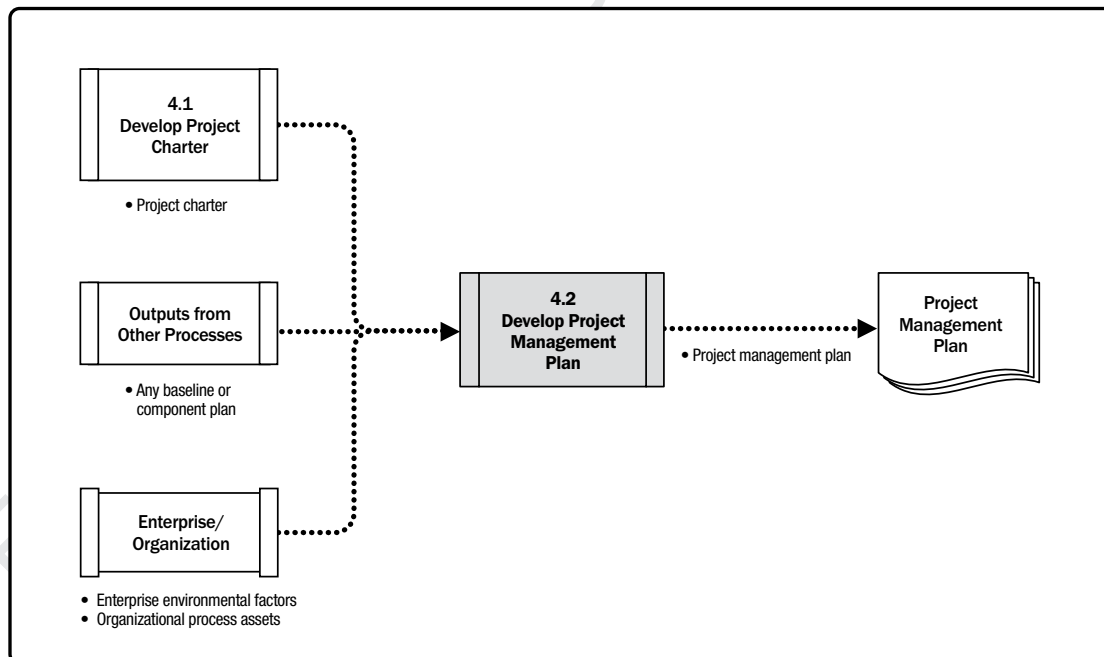 4.1
Develop Project
Charter
• Project charter
Outputs from
Other Processes
• Any baseline or
component plan
Enterprise/
Organization
• Enterprise environmental factors
• Organizational process assets
4.2
Develop Project
Management
Plan
• Project management plan
Project
Management
Plan